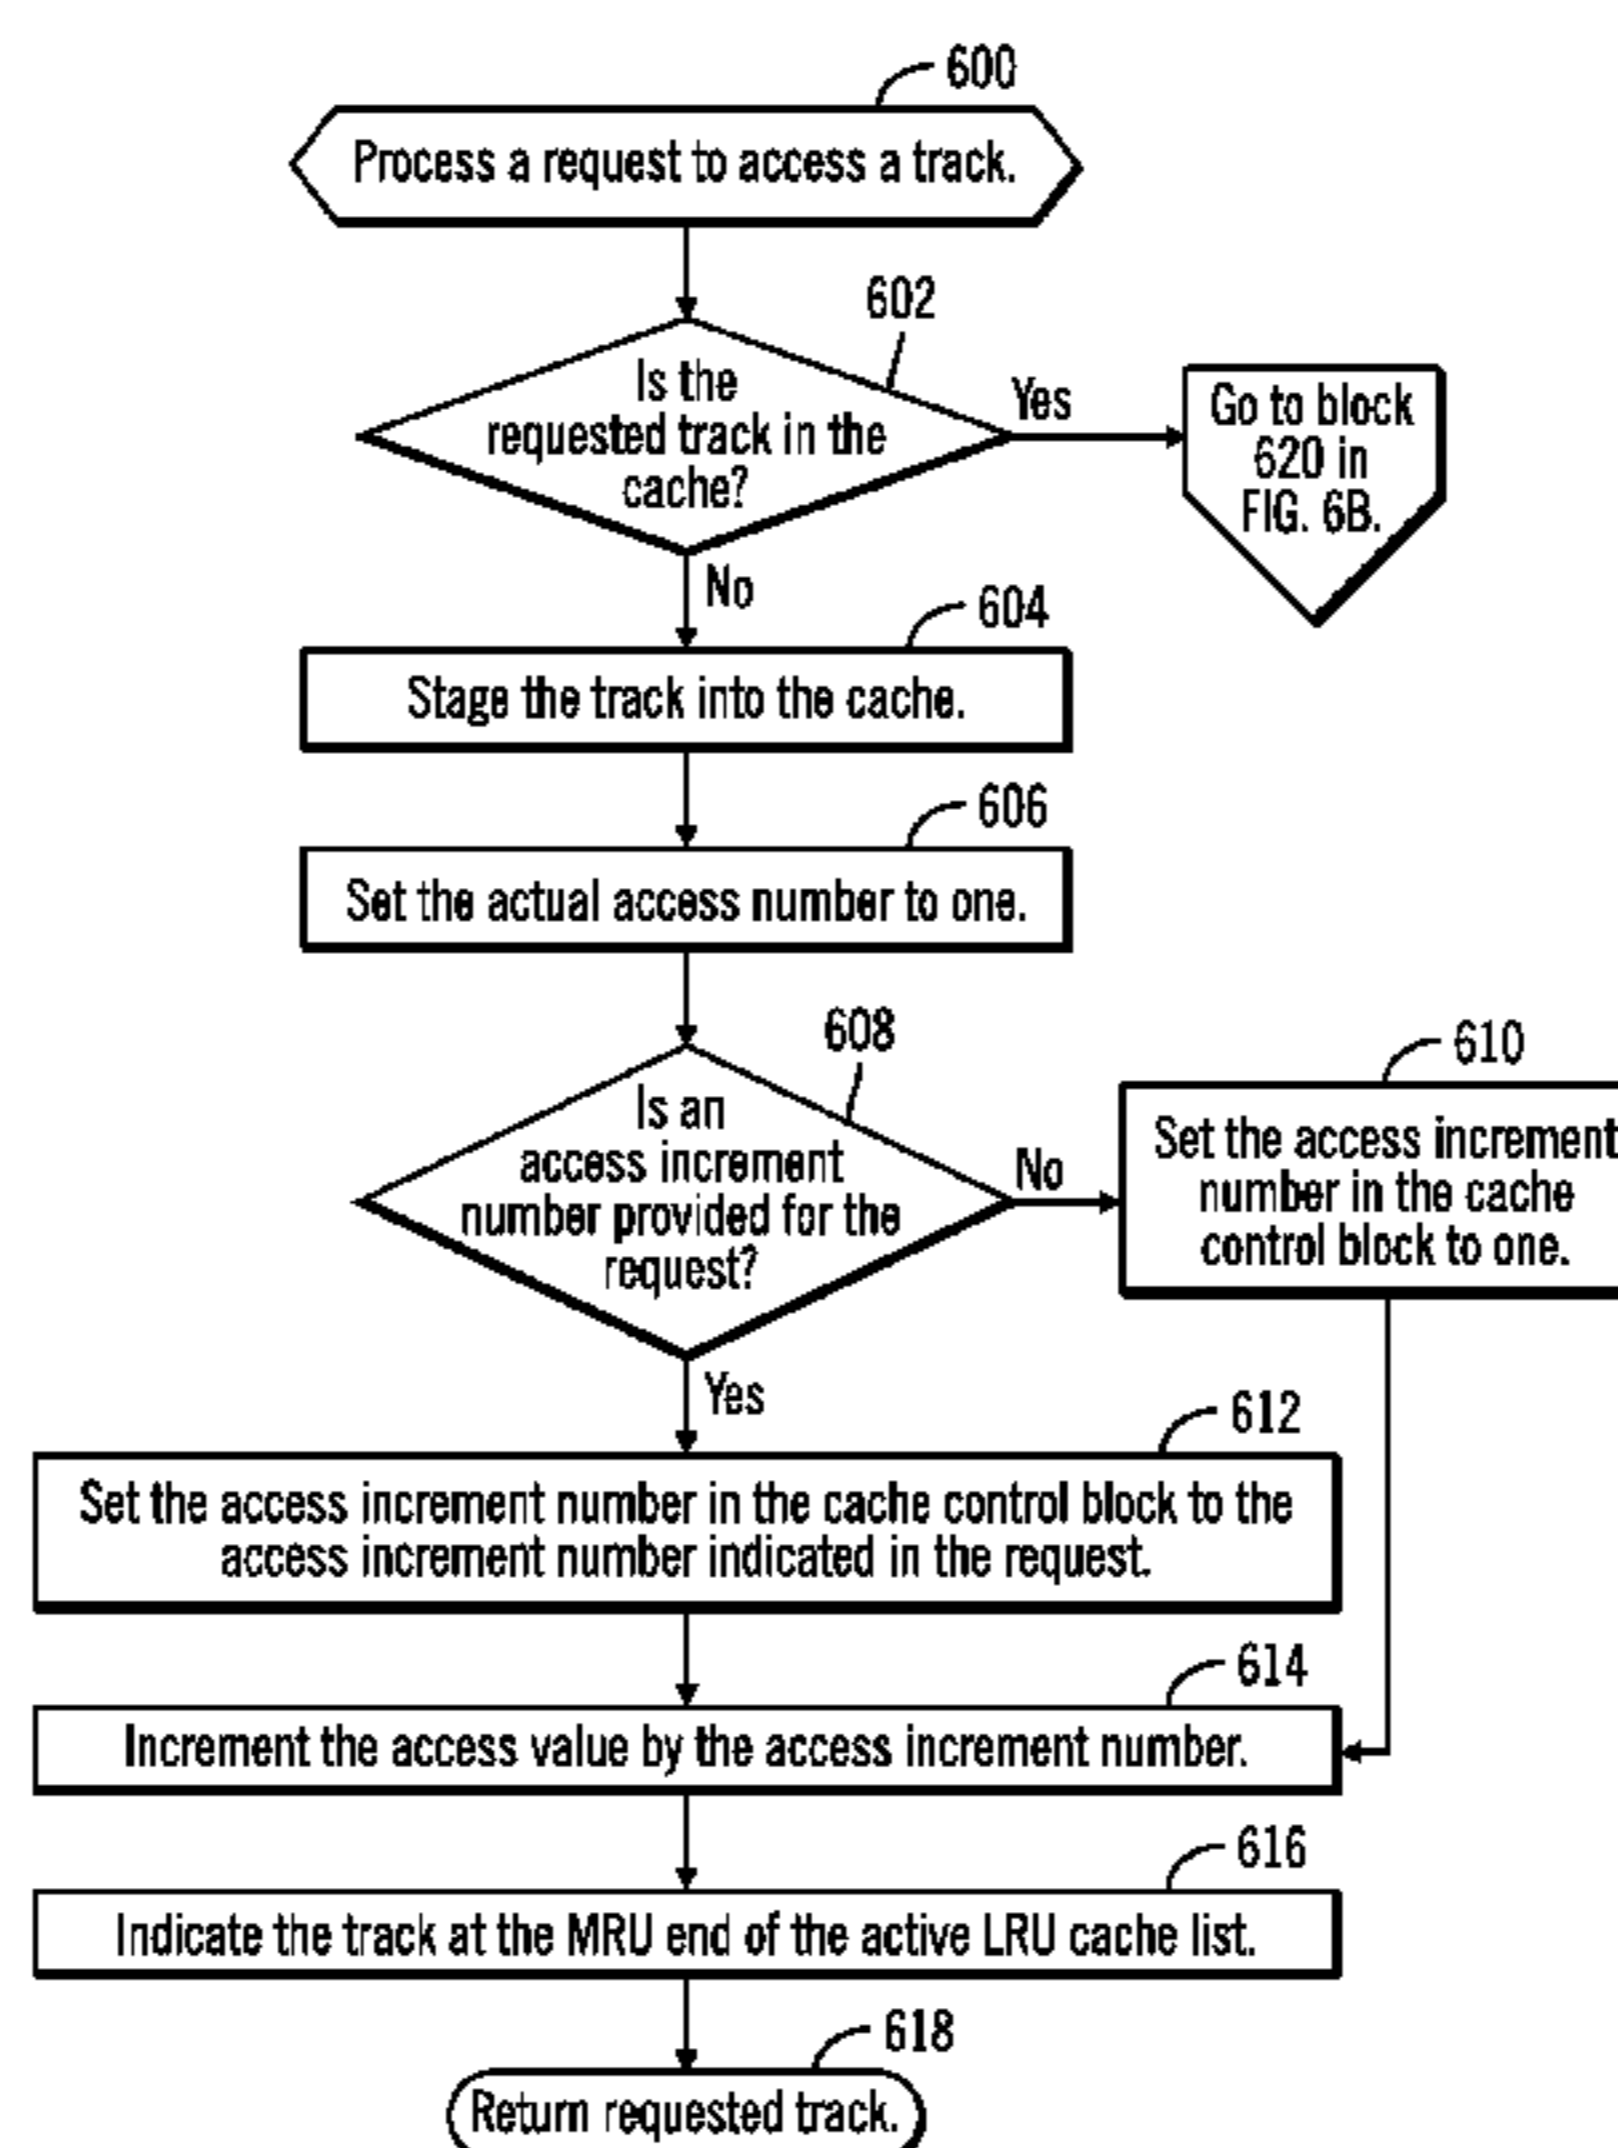 600
Process a request to access a track.
602
Is the
requested track in the
cache?
Yes
Go to block
620 in
FIG. 6B.
No
604
Stage the track into the cache.
606
Set the actual access number to one.
608
Is an
access increment
number provided for the
request?
No
610
Set the access increment
number in the cache
control block to one.
Yes
612
Set the access increment number in the cache control block to the
access increment number indicated in the request.
614
Increment the access value by the access increment number.
616
Indicate the track at the MRU end of the active LRU cache list.
618
Return requested track.